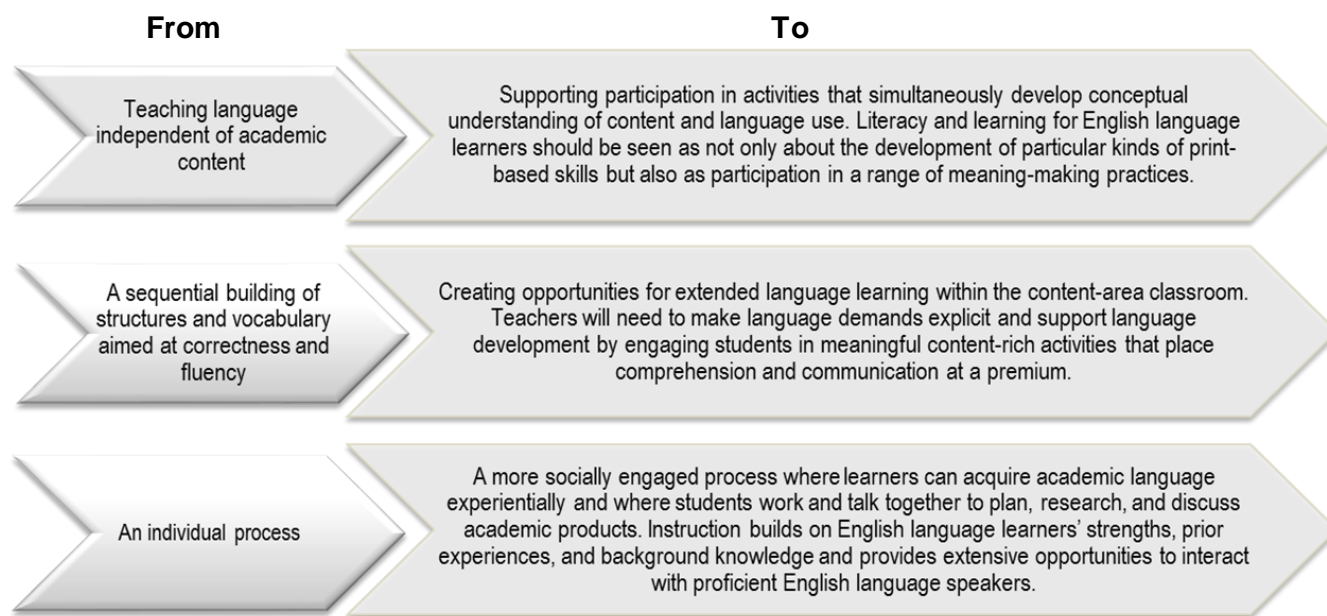 From
To
Teaching language
independent of academic
content
Supporting participation in activities that simultaneously develop conceptual
understanding of content and language use. Literacy and learning for English language
learners should be seen as not only about the development of particular kinds of print-
based skills but also as participation in a range of meaning-making practices.
A sequential building of
structures and vocabulary
aimed at correctness and
fluency
Creating opportunities for extended language learning within the content-area classroom.
Teachers will need to make language demands explicit and support language
development by engaging students in meaningful content-rich activities that place
comprehension and communication at a premium.
An individual process
A more socially engaged process where learners can acquire academic language
experientially and where students work and talk together to plan, research, and discuss
academic products. Instruction builds on English language learners' strengths, prior
experiences, and background knowledge and provides extensive opportunities to interact
with proficient English language speakers.